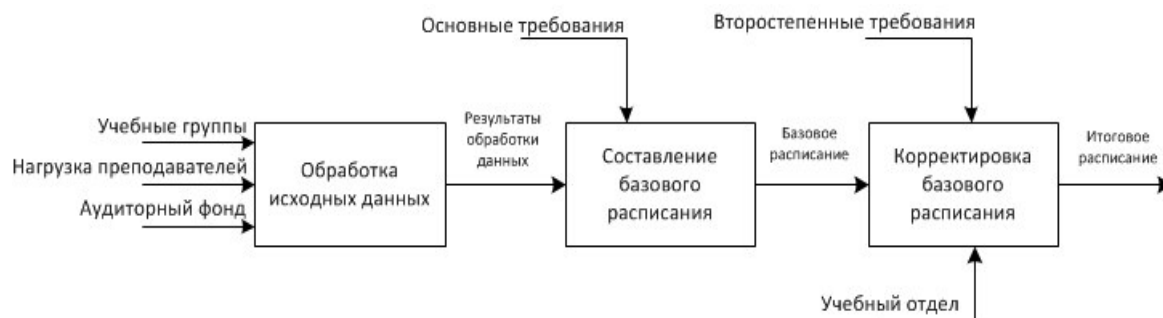 Основные требования
Второстепенные требования
Учебные группы
Нагрузка преподавателей
Аудиторный фонд
Обработка
исходных данных
Результаты
обработки
данных
Составление
базового
расписания
Базовое
расписание
Корректировка
базового
расписания
Итоговое
расписание
Учебный отдел